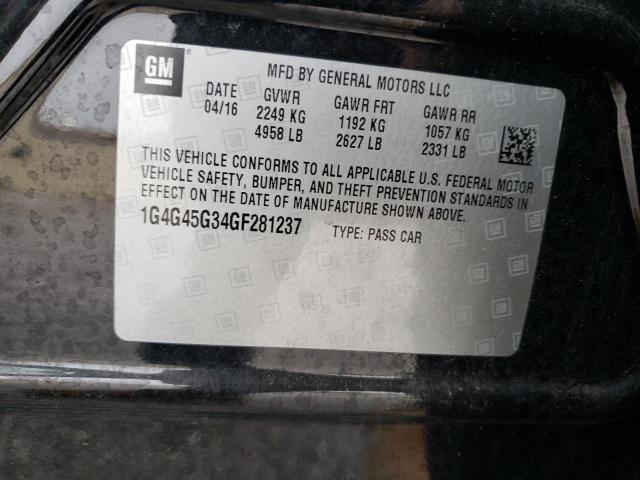 GM
MFD BY GENERAL MOTORS LLC
DATE GVWR GAWR FRT GAWR RR
04/16 2249 KG 1192 KG 1057 KG
4958 LB 2627 LB 2331 LB
THIS VEHICLE CONFORMS TO ALL APPLICABLE U.S. FEDERAL MOTOR
VEHICLE SAFETY, BUMPER, AND THEFT PREVENTION STANDARDS IN
EFFECT ON THE DATE OF MANUFACTURE SHOWN ABOVE.
1G4G45G34GF281237 TYPE: PASS CAR